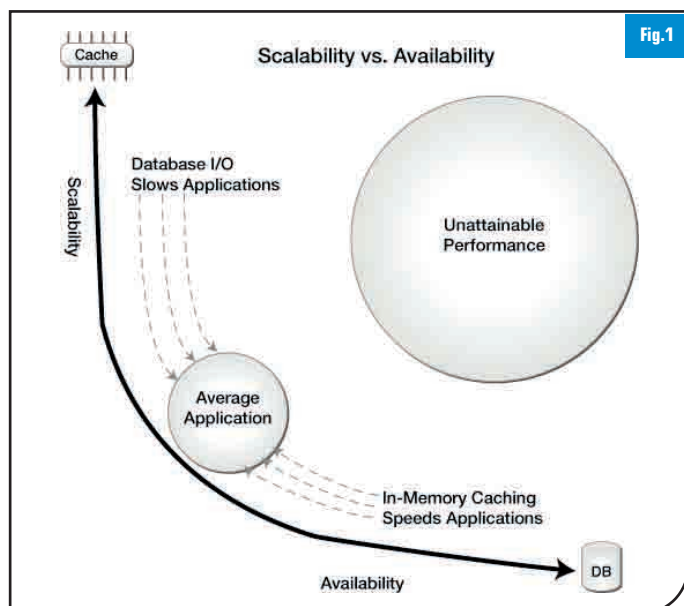 Fig.1
Cache
Scalability vs. Availability
Database I/O
Slows Applications
Scalability
Unattainable
Performance
Average
Application
In-Memory Caching
Speeds Applications
DB
Availability